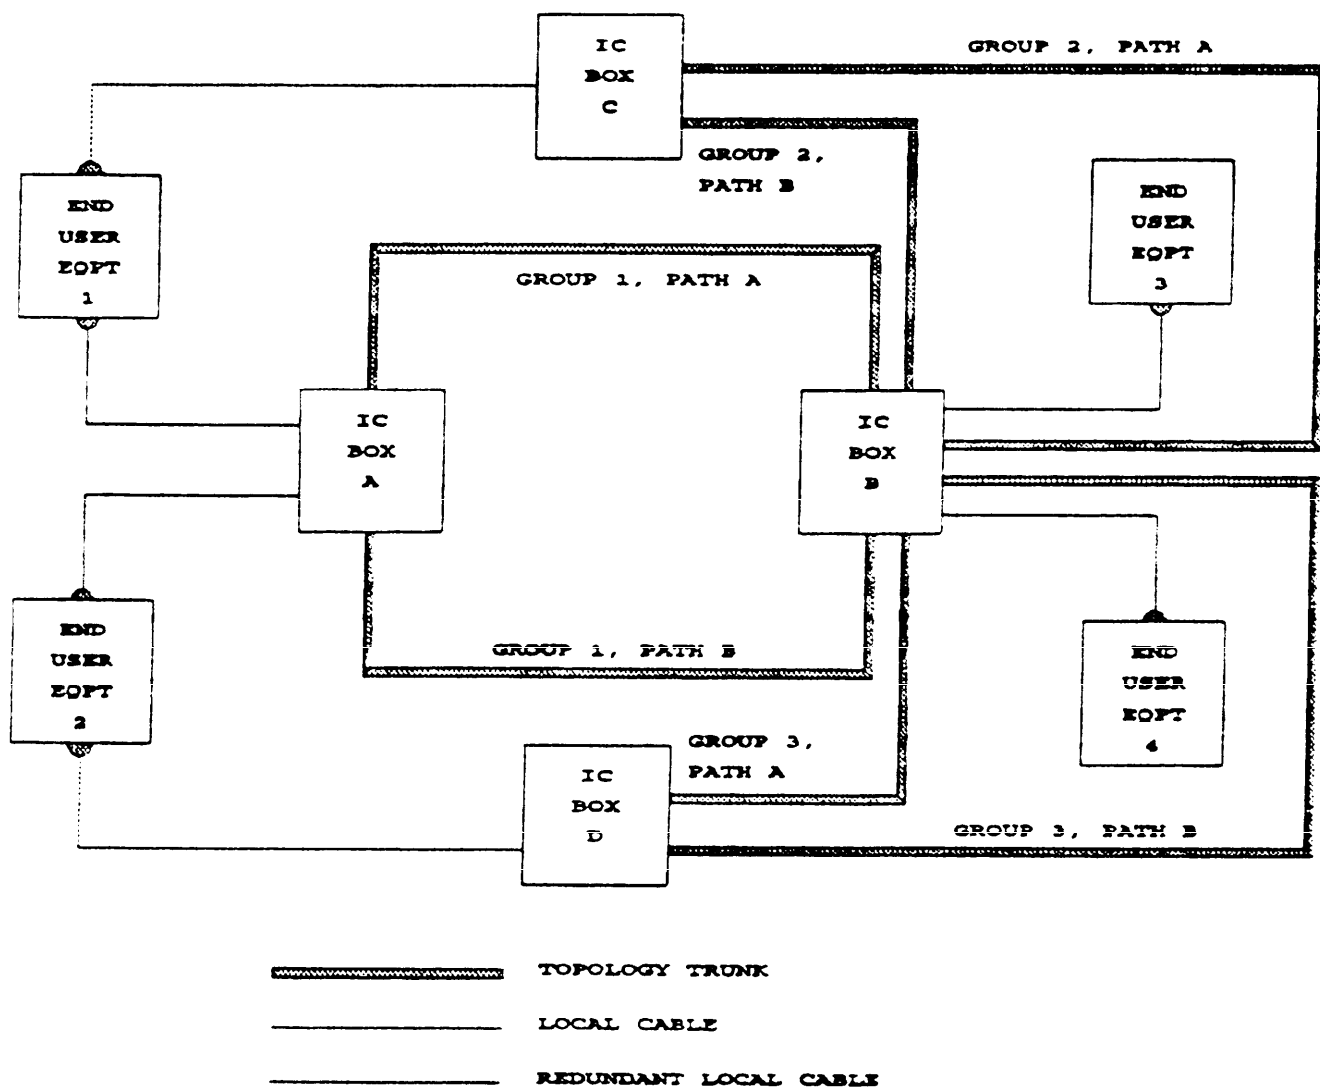 IC
BOX
C
GROUP 2, PATH A
GROUP 2,
PATH B
END
USER
EQPT
1
END
USER
EQPT
3
GROUP 1, PATH A
IC
BOX
A
IC
BOX
B
END
USER
EQPT
2
GROUP 1, PATH B
END
USER
EQPT
4
GROUP 3,
PATH A
IC
BOX
D
GROUP 3, PATH B
TOPOLOGY TRUNK
LOCAL CABLE
REDUNDANT LOCAL CABLE